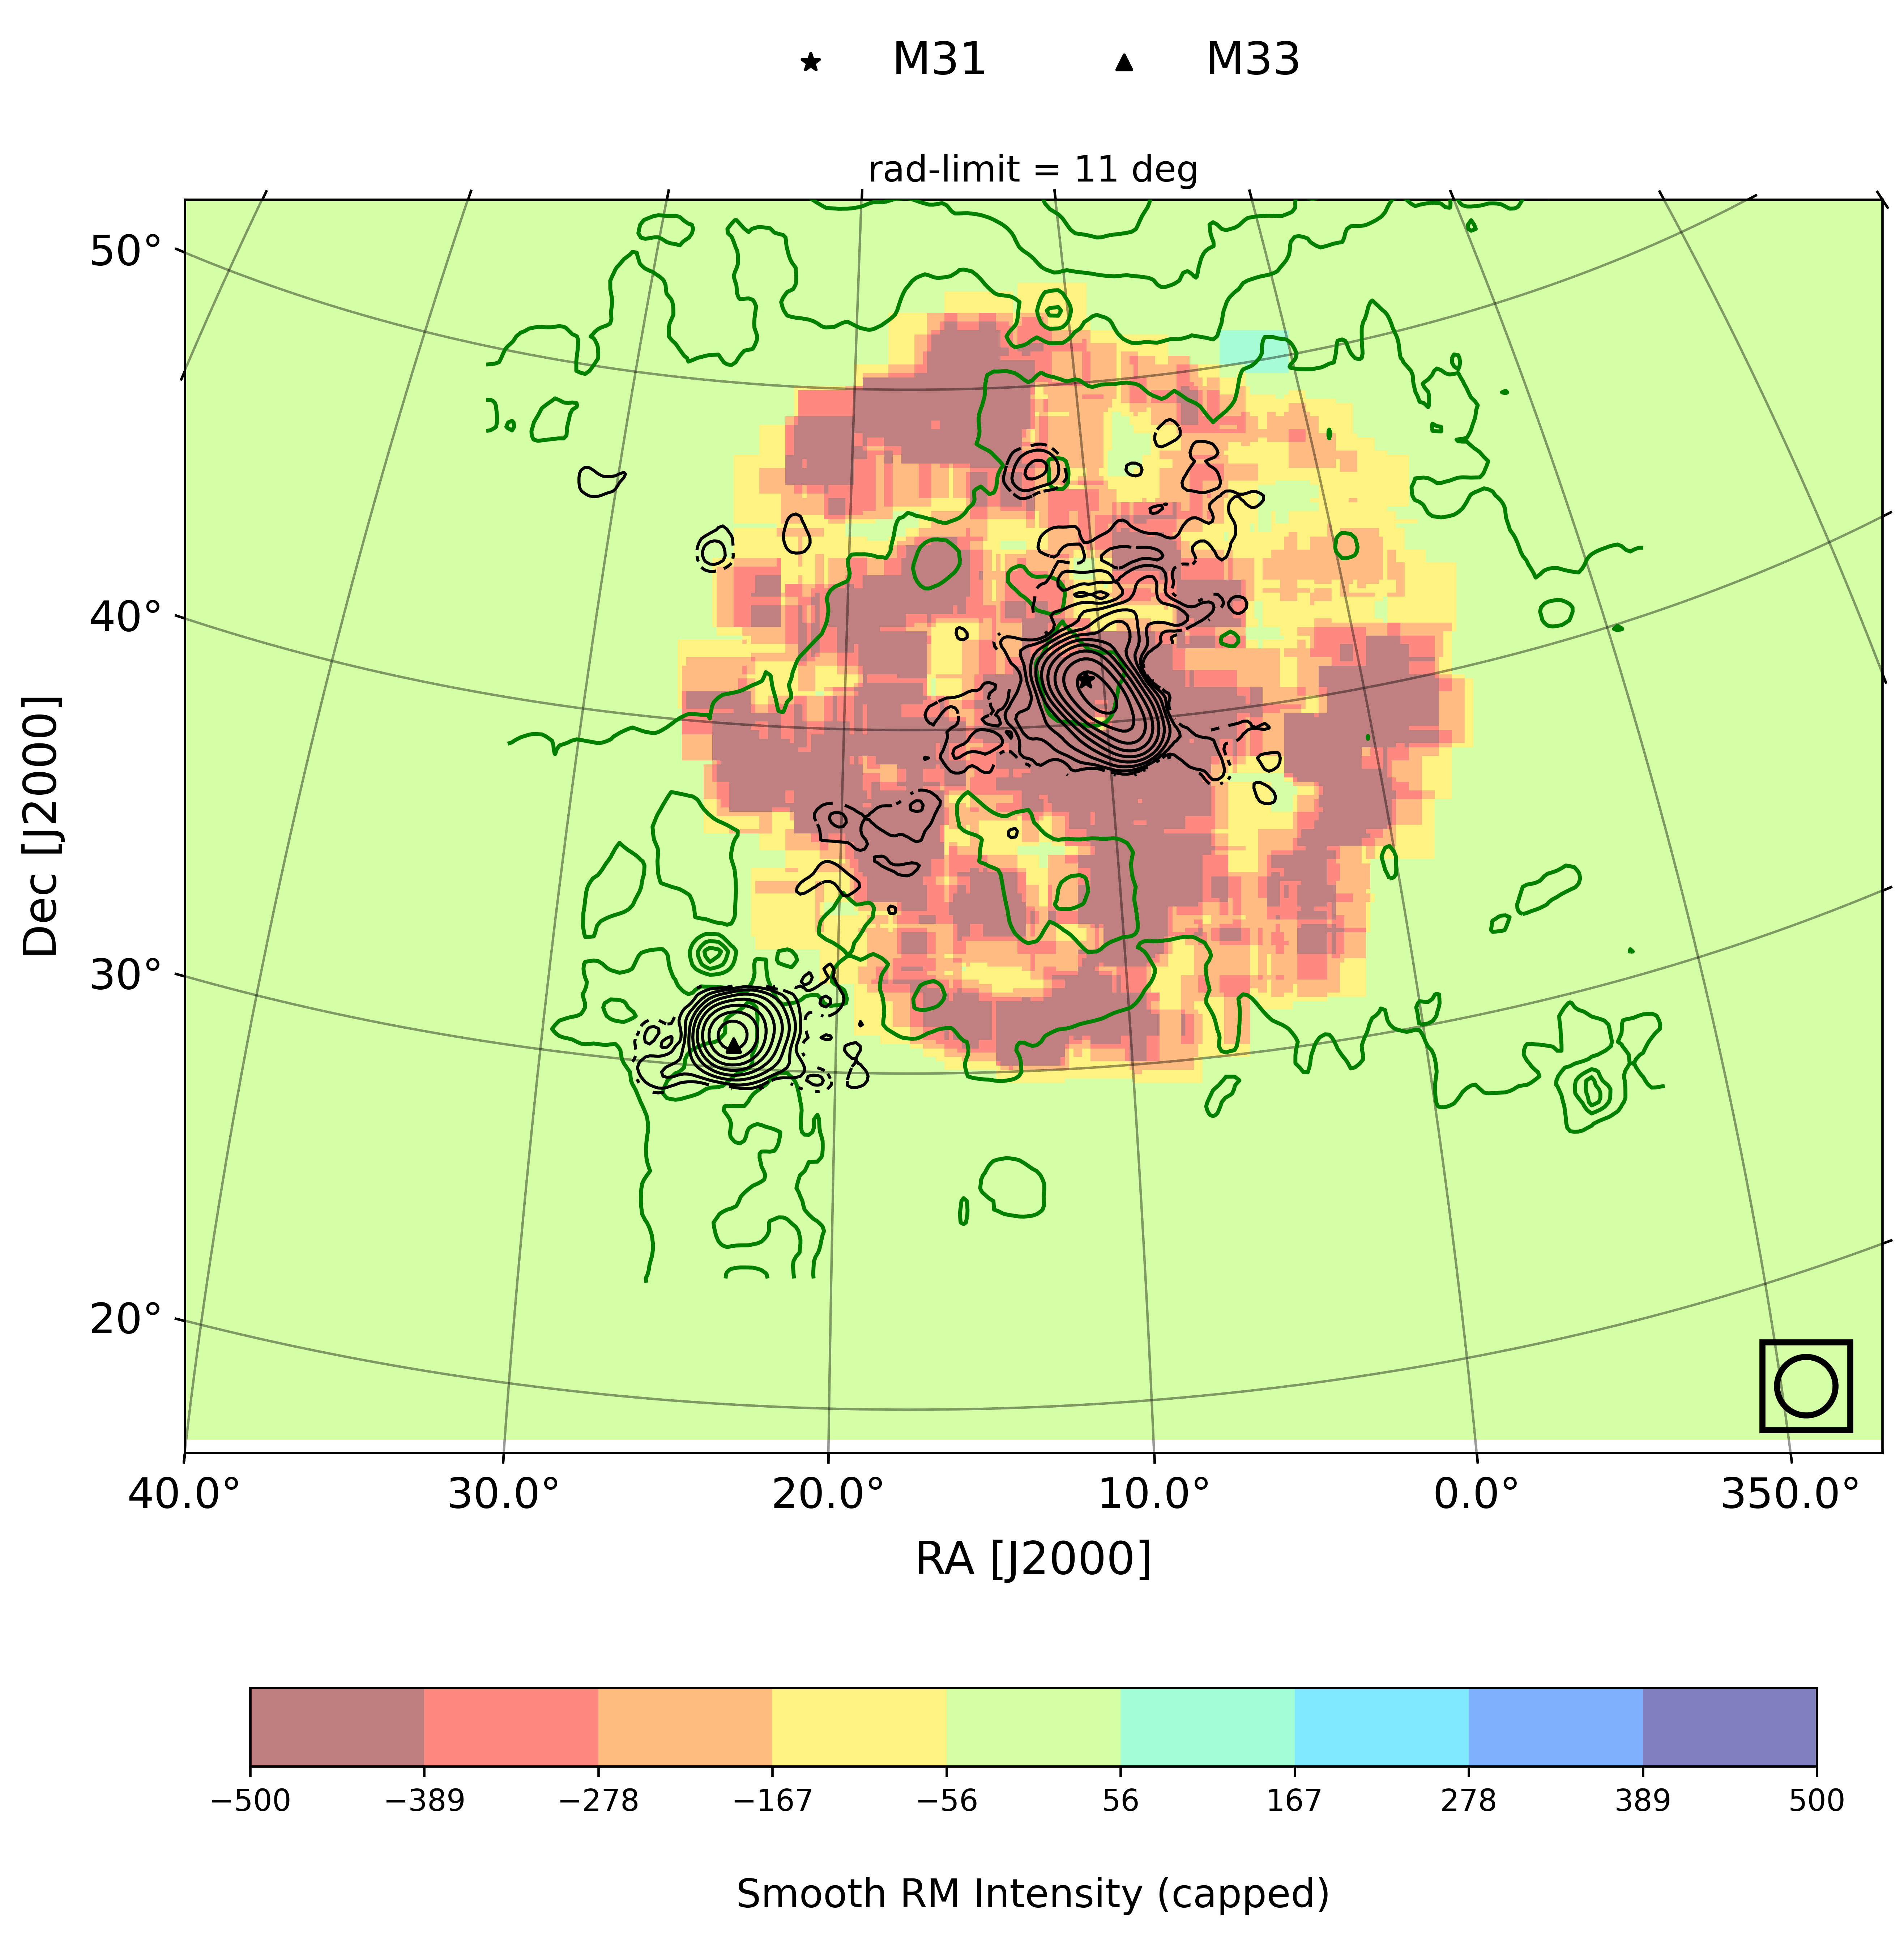 M31 M33
rad-limit = 11 deg
50°
40°
30°
20°
Dec [J2000]
40.0° 30.0° 20.0° 10.0° 0.0° 350.0°
RA [J2000]
−500 −389 −278 −167 −56 56 167 278 389 500
Smooth RM Intensity (capped)